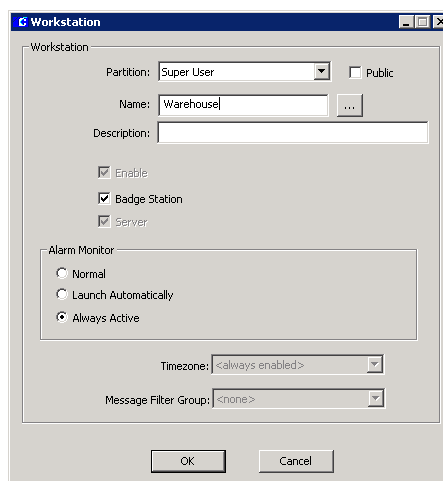 Workstation
Workstation
Partition: Super User Public
Name: Warehouse ...
Description:
Enable
Badge Station
Server
Alarm Monitor
Normal
Launch Automatically
Always Active
Timezone: <always enabled>
Message Filter Group: <none>
OK Cancel